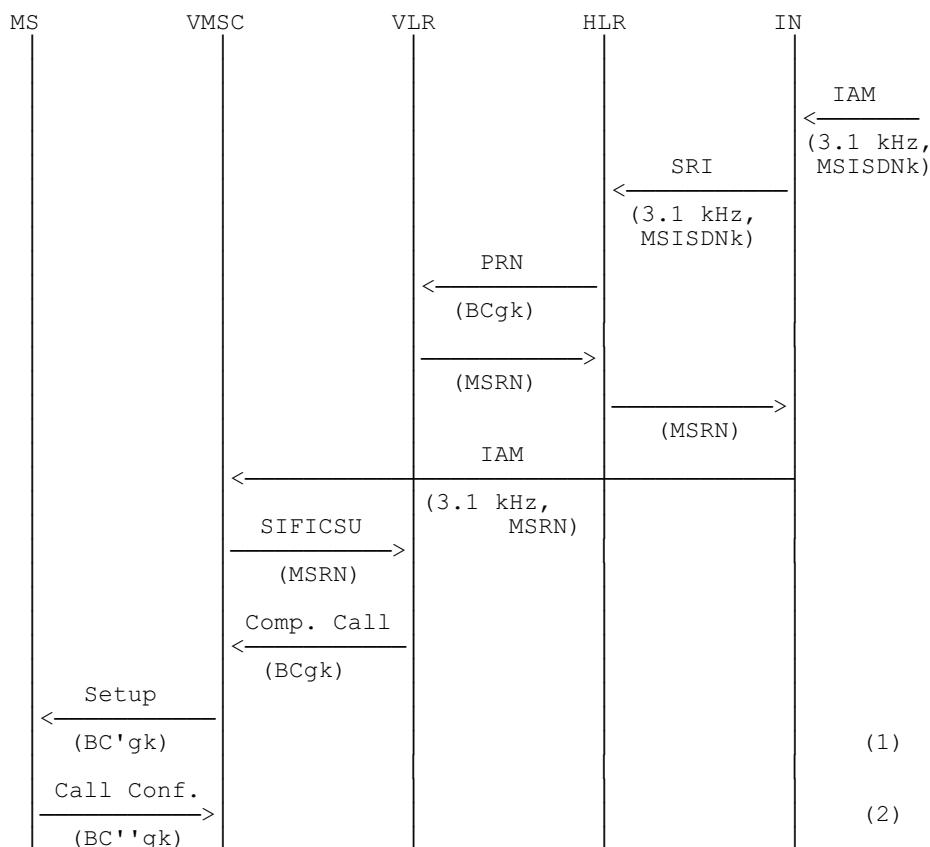 MS VMSC VLR HLR IN
IAM
(3.1 kHz,
MSISDNk)
SRI
(3.1 kHz,
MSISDNk)
PRN
(BCgk)
(MSRN)
(MSRN)
IAM
(3.1 kHz,
MSRN)
SIFICSU
(MSRN)
Comp. Call
(BCgk)
Setup
(BC'gk) (1)
Call Conf.
(2)
(BC''gk)